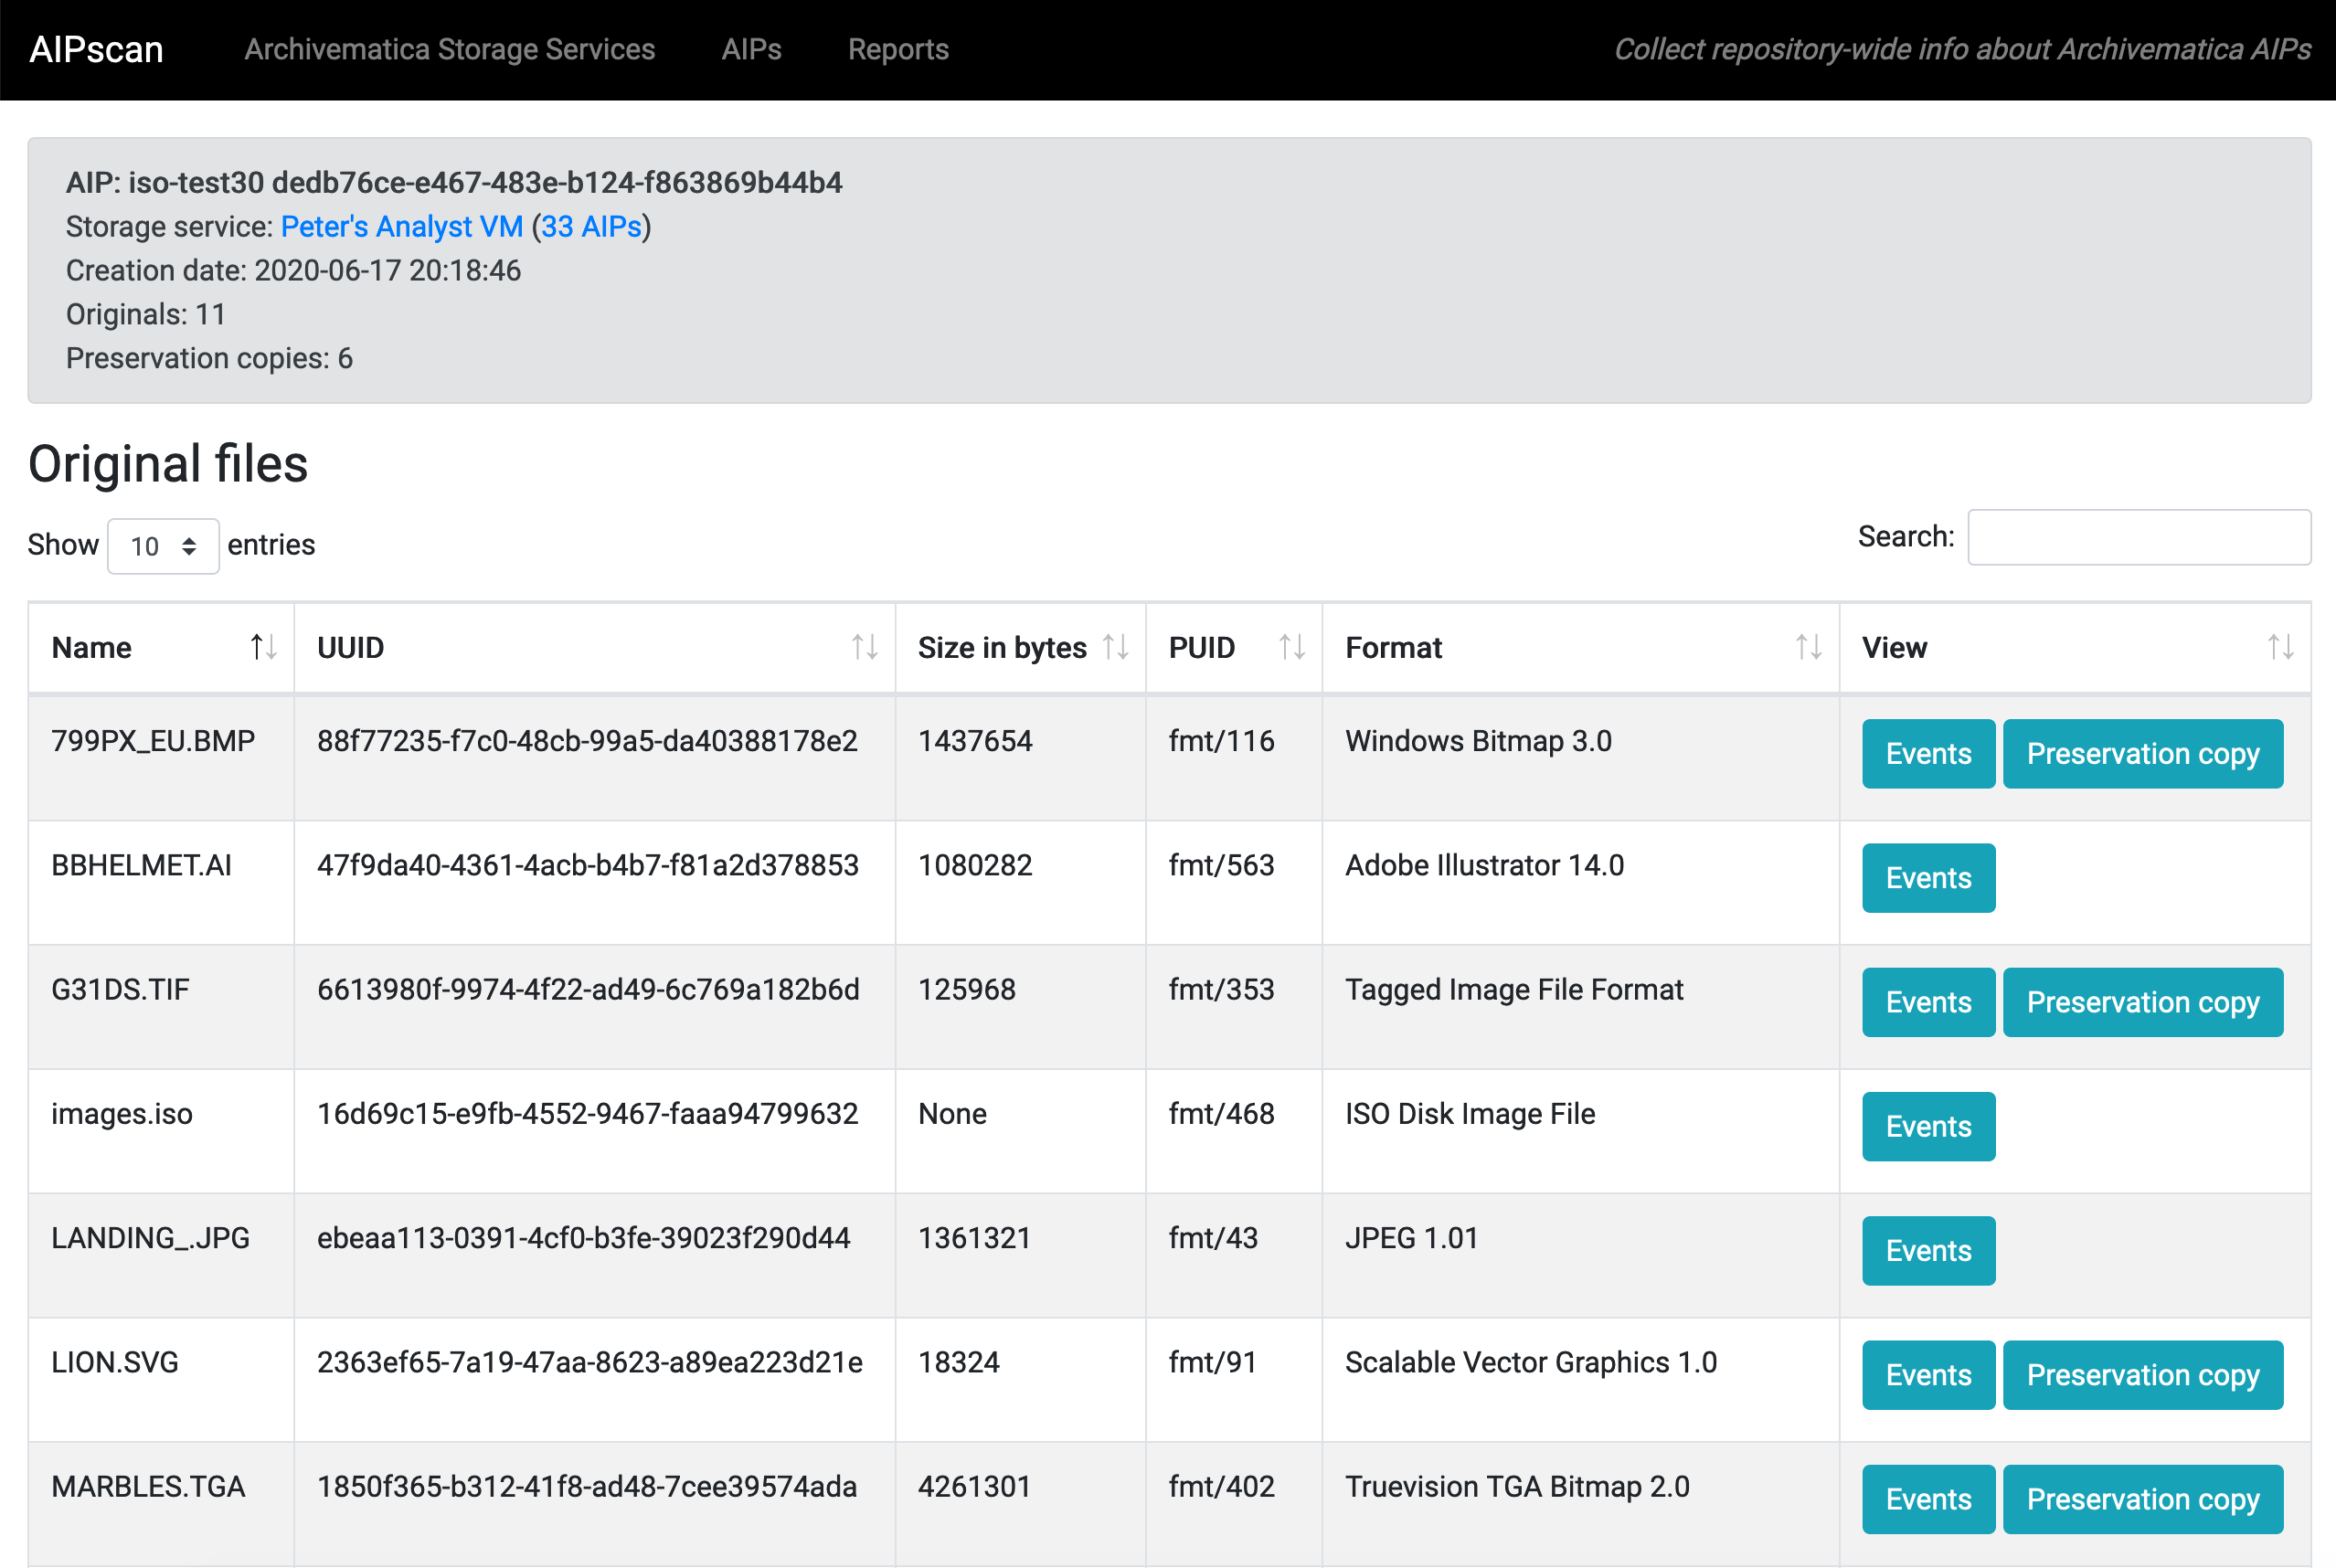 AIPscan Archivematica Storage Services AIPs Reports Collect repository-wide info about Archivematica AIPs
AIP: iso-test30 dedb76ce-e467-483e-b124-f863869b44b4
Storage service: Peter's Analyst VM (33 AIPs)
Creation date: 2020-06-17 20:18:46
Originals: 11
Preservation copies: 6
Original files
Show 10 entries Search:
Name UUID Size in bytes PUID Format View
799PX_EU.BMP 88f77235-f7c0-48cb-99a5-da40388178e2 1437654 fmt/116 Windows Bitmap 3.0 Events Preservation copy
BBHELMET.AI 47f9da40-4361-4acb-b4b7-f81a2d378853 1080282 fmt/563 Adobe Illustrator 14.0 Events
G31DS.TIF 6613980f-9974-4f22-ad49-6c769a182b6d 125968 fmt/353 Tagged Image File Format Events Preservation copy
images.iso 16d69c15-e9fb-4552-9467-faaa94799632 None fmt/468 ISO Disk Image File Events
LANDING_.JPG ebeaa113-0391-4cf0-b3fe-39023f290d44 1361321 fmt/43 JPEG 1.01 Events
LION.SVG 2363ef65-7a19-47aa-8623-a89ea223d21e 18324 fmt/91 Scalable Vector Graphics 1.0 Events Preservation copy
MARBLES.TGA 1850f365-b312-41f8-ad48-7cee39574ada 4261301 fmt/402 Truevision TGA Bitmap 2.0 Events Preservation copy